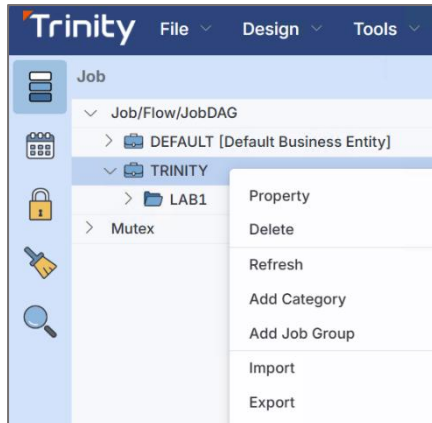 Trinity File Design Tools
Job
Job/Flow/JobDAG
DEFAULT [Default Business Entity]
TRINITY
LAB1
Mutex
Property
Delete
Refresh
Add Category
Add Job Group
Import
Export